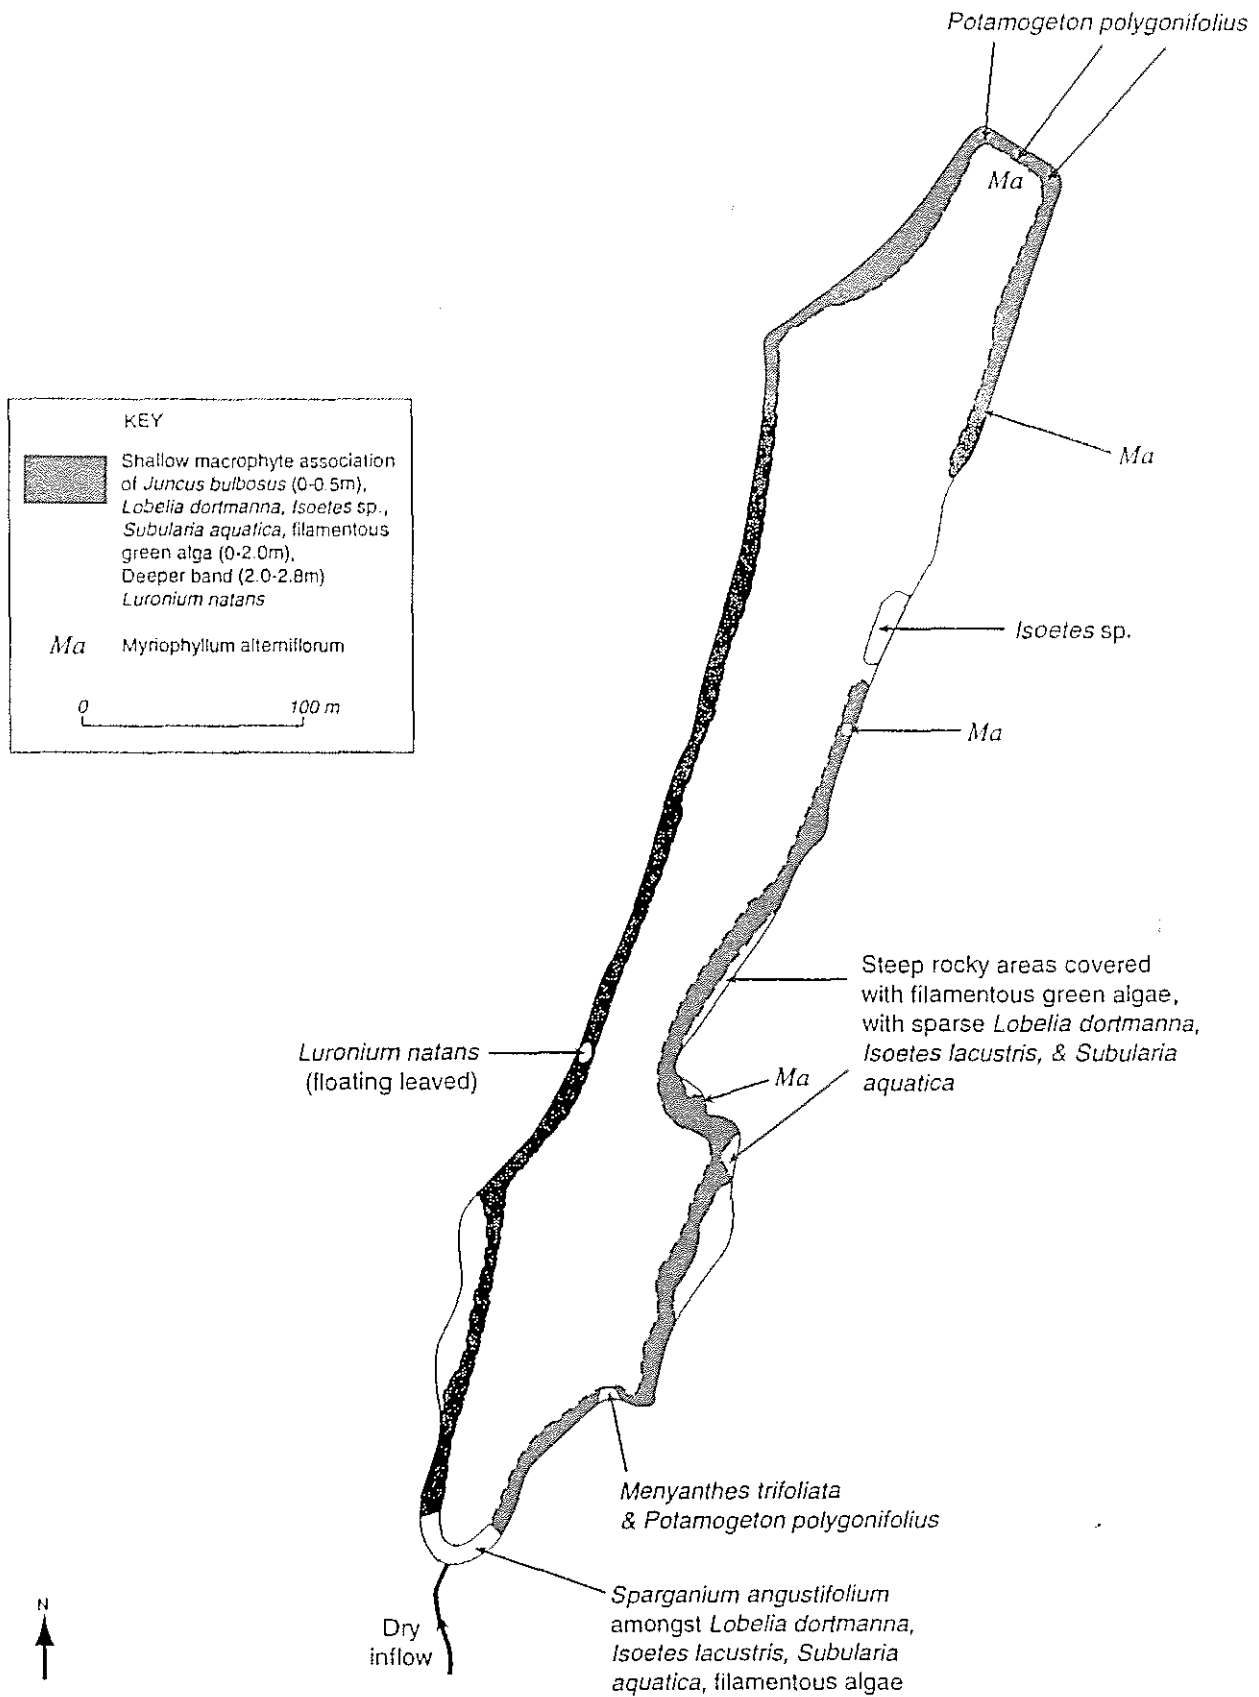 Potamogeton polygonifolius
Ma
KEY
Shallow macrophyte association
of Juncus bulbosus (0-0.5m),
Lobelia dortmanna, Isoetes sp.,
Subularia aquatica, filamentous
green alga (0-2.0m),
Deeper band (2.0-2.8m)
Luronium natans
Ma Myriophyllum alterniflorum
0 100 m
Ma
Isoetes sp.
Ma
Steep rocky areas covered
with filamentous green algae,
with sparse Lobelia dortmanna,
Isoetes lacustris, & Subularia
aquatica
Luronium natans
(floating leaved)
Ma
Menyanthes trifoliata
& Potamogeton polygonifolius
Sparganium angustifolium
amongst Lobelia dortmanna,
Isoetes lacustris, Subularia
aquatica, filamentous algae
Dry
inflow
N